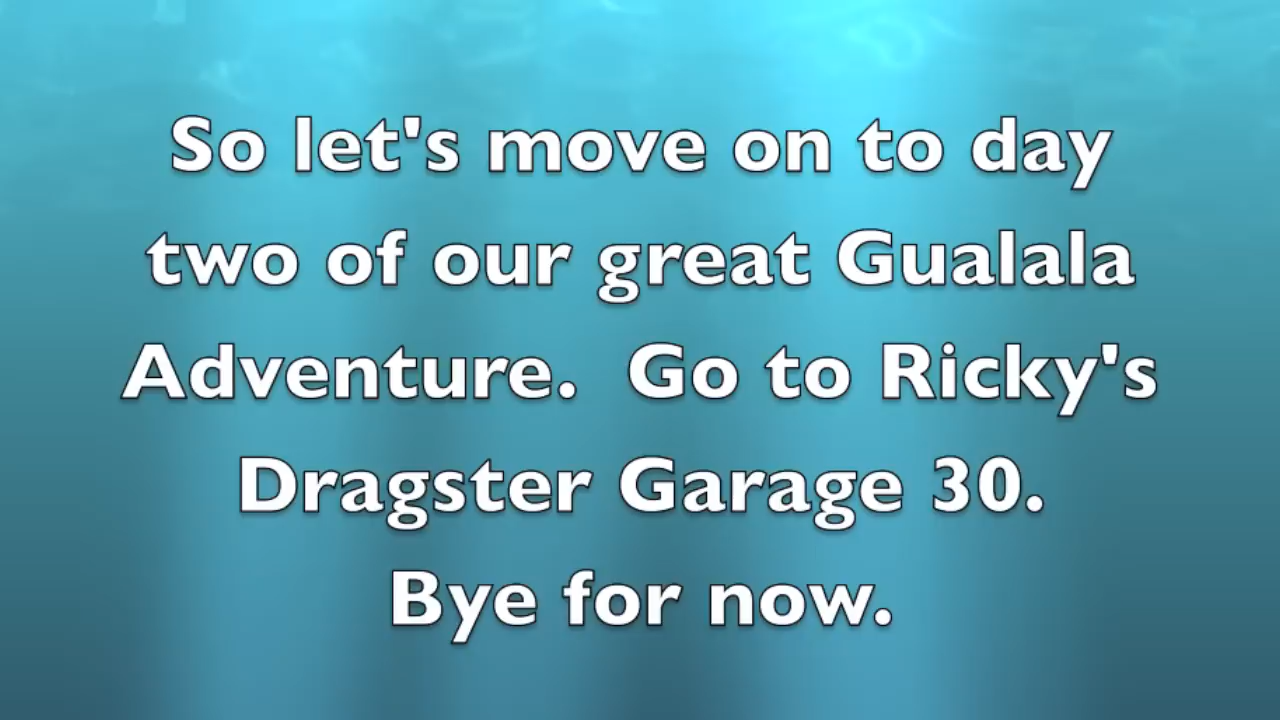 So let's move on to day
two of our great Gualala
Adventure.  Go to Ricky's
Dragster Garage 30.
Bye for now.